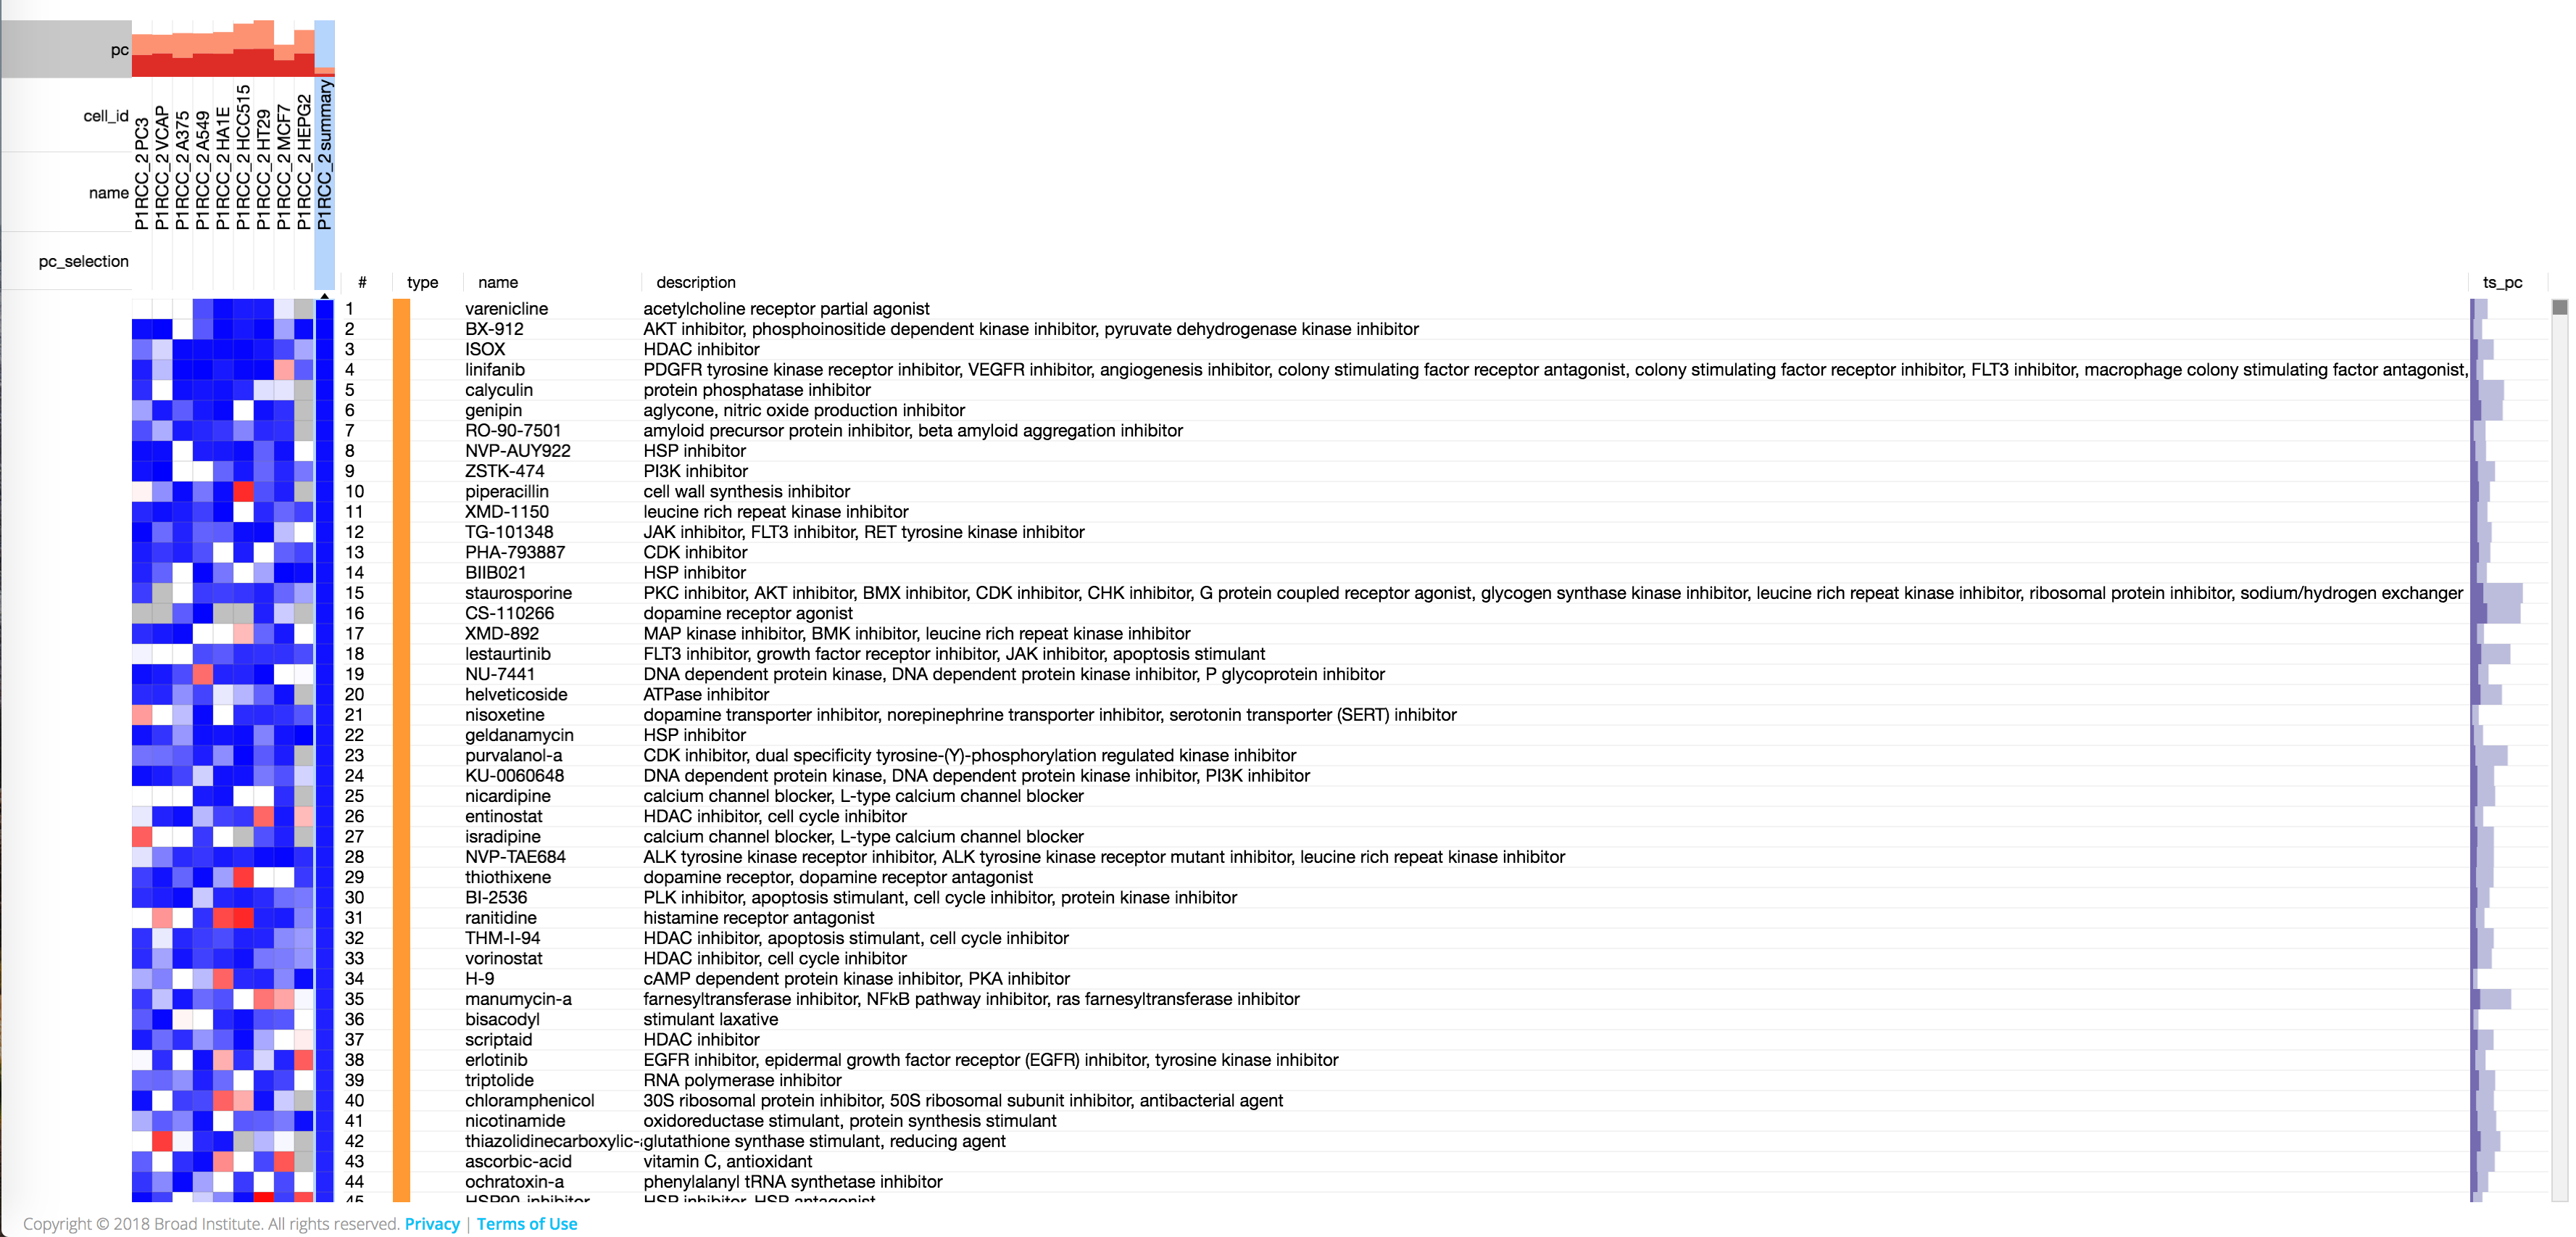 pc
cell_id
name
pc_selection
P1RCC_2 PC3
P1RCC_2 VCAP
P1RCC_2 A375
P1RCC_2 A549
P1RCC_2 HA1E
P1RCC_2 HCC515
P1RCC_2 HT29
P1RCC_2 MCF7
P1RCC_2 HEPG2
P1RCC_2 summary
# type name description ts_pc
1 varenicline acetylcholine receptor partial agonist
2 BX-912 AKT inhibitor, phosphoinositide dependent kinase inhibitor, pyruvate dehydrogenase kinase inhibitor
3 ISOX HDAC inhibitor
4 linifanib PDGFR tyrosine kinase receptor inhibitor, VEGFR inhibitor, angiogenesis inhibitor, colony stimulating factor receptor antagonist, colony stimulating factor receptor inhibitor, FLT3 inhibitor, macrophage colony stimulating factor antagonist,
5 calyculin protein phosphatase inhibitor
6 genipin aglycone, nitric oxide production inhibitor
7 RO-90-7501 amyloid precursor protein inhibitor, beta amyloid aggregation inhibitor
8 NVP-AUY922 HSP inhibitor
9 ZSTK-474 PI3K inhibitor
10 piperacillin cell wall synthesis inhibitor
11 XMD-1150 leucine rich repeat kinase inhibitor
12 TG-101348 JAK inhibitor, FLT3 inhibitor, RET tyrosine kinase inhibitor
13 PHA-793887 CDK inhibitor
14 BIIB021 HSP inhibitor
15 staurosporine PKC inhibitor, AKT inhibitor, BMX inhibitor, CDK inhibitor, CHK inhibitor, G protein coupled receptor agonist, glycogen synthase kinase inhibitor, leucine rich repeat kinase inhibitor, ribosomal protein inhibitor, sodium/hydrogen exchanger
16 CS-110266 dopamine receptor agonist
17 XMD-892 MAP kinase inhibitor, BMK inhibitor, leucine rich repeat kinase inhibitor
18 lestaurtinib FLT3 inhibitor, growth factor receptor inhibitor, JAK inhibitor, apoptosis stimulant
19 NU-7441 DNA dependent protein kinase, DNA dependent protein kinase inhibitor, P glycoprotein inhibitor
20 helveticoside ATPase inhibitor
21 nisoxetine dopamine transporter inhibitor, norepinephrine transporter inhibitor, serotonin transporter (SERT) inhibitor
22 geldanamycin HSP inhibitor
23 purvalanol-a CDK inhibitor, dual specificity tyrosine-(Y)-phosphorylation regulated kinase inhibitor
24 KU-0060648 DNA dependent protein kinase, DNA dependent protein kinase inhibitor, PI3K inhibitor
25 nicardipine calcium channel blocker, L-type calcium channel blocker
26 entinostat HDAC inhibitor, cell cycle inhibitor
27 isradipine calcium channel blocker, L-type calcium channel blocker
28 NVP-TAE684 ALK tyrosine kinase receptor inhibitor, ALK tyrosine kinase receptor mutant inhibitor, leucine rich repeat kinase inhibitor
29 thiothixene dopamine receptor, dopamine receptor antagonist
30 BI-2536 PLK inhibitor, apoptosis stimulant, cell cycle inhibitor, protein kinase inhibitor
31 ranitidine histamine receptor antagonist
32 THM-I-94 HDAC inhibitor, apoptosis stimulant, cell cycle inhibitor
33 vorinostat HDAC inhibitor, cell cycle inhibitor
34 H-9 cAMP dependent protein kinase inhibitor, PKA inhibitor
35 manumycin-a farnesyltransferase inhibitor, NFkB pathway inhibitor, ras farnesyltransferase inhibitor
36 bisacodyl stimulant laxative
37 scriptaid HDAC inhibitor
38 erlotinib EGFR inhibitor, epidermal growth factor receptor (EGFR) inhibitor, tyrosine kinase inhibitor
39 triptolide RNA polymerase inhibitor
40 chloramphenicol 30S ribosomal protein inhibitor, 50S ribosomal subunit inhibitor, antibacterial agent
41 nicotinamide oxidoreductase stimulant, protein synthesis stimulant
42 thiazolidinecarboxylic- glutathione synthase stimulant, reducing agent
43 ascorbic-acid vitamin C, antioxidant
44 ochratoxin-a phenylalanyl tRNA synthetase inhibitor
45 HSP90-inhibitor HSP inhibitor, HSP antagonist
Copyright © 2018 Broad Institute. All rights reserved. Privacy | Terms of Use